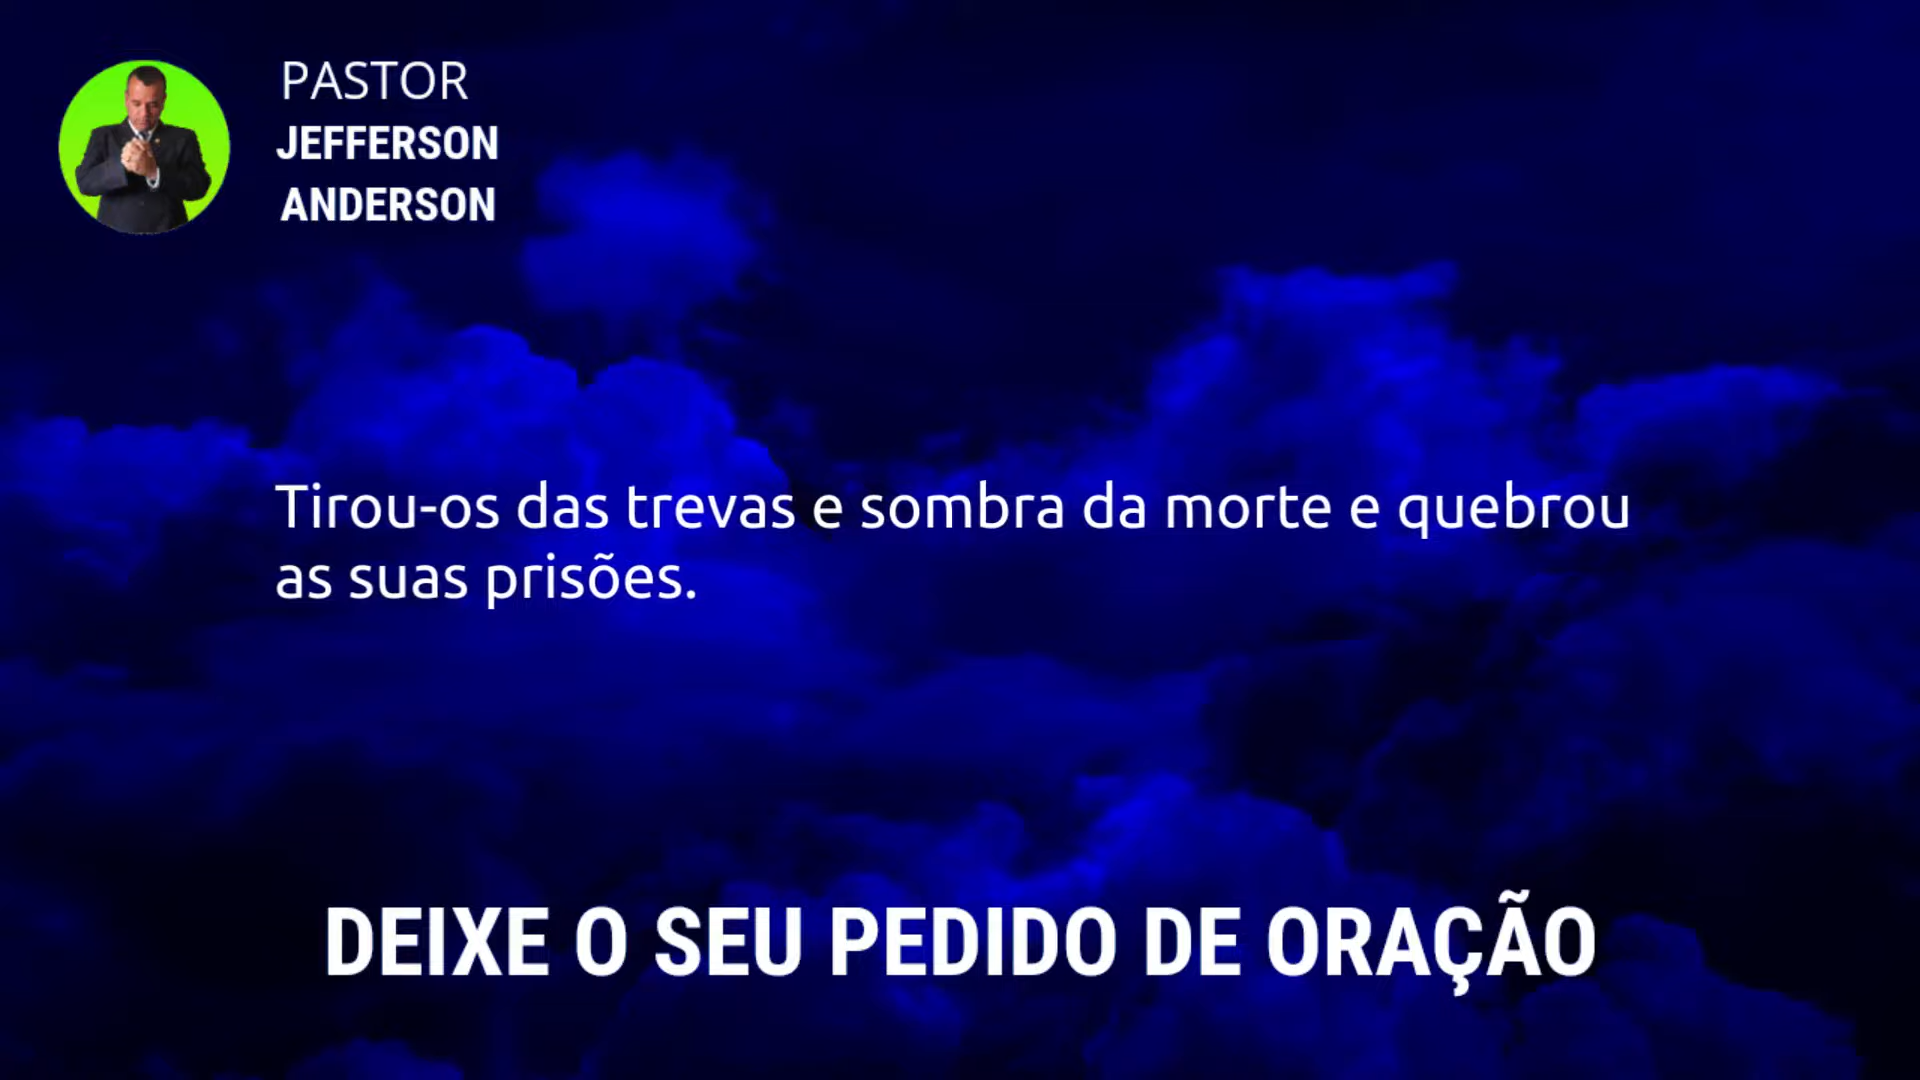 PASTOR
JEFFERSON
ANDERSON
Tirou-os das trevas e sombra da morte e quebrou
as suas prisões.
DEIXE O SEU PEDIDO DE ORAÇÃO